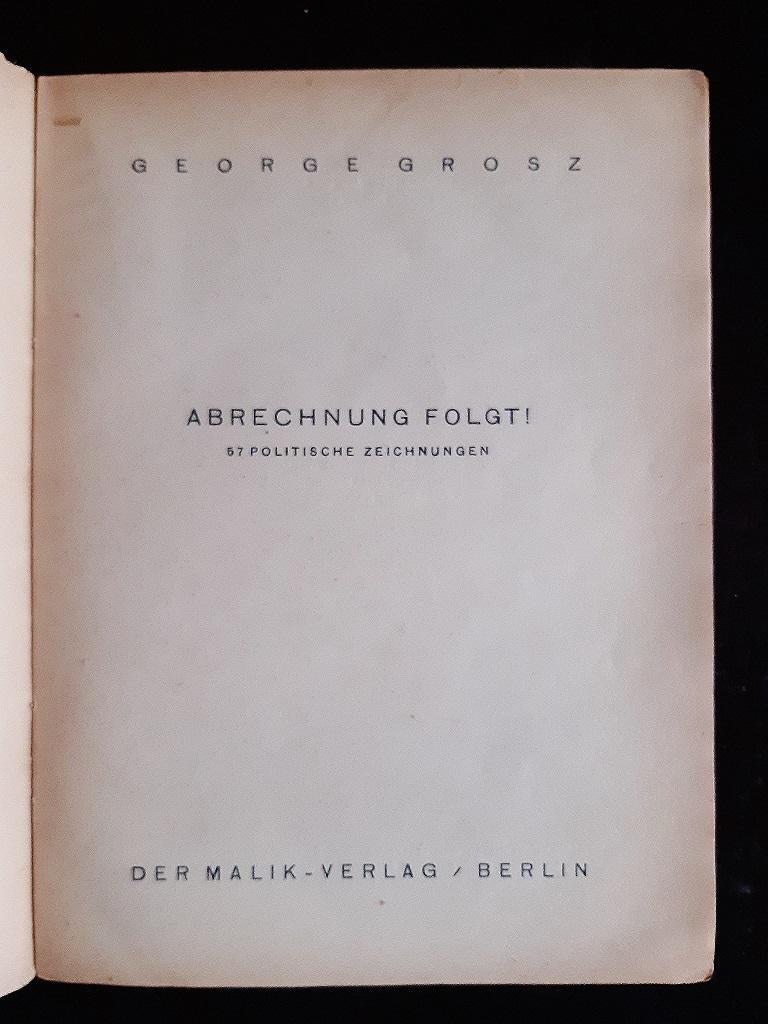 GEORGE GROSZ
ABRECHNUNG FOLGT!
57 POLITISCHE ZEICHNUNGEN
DER MALIK-VERLAG / BERLIN